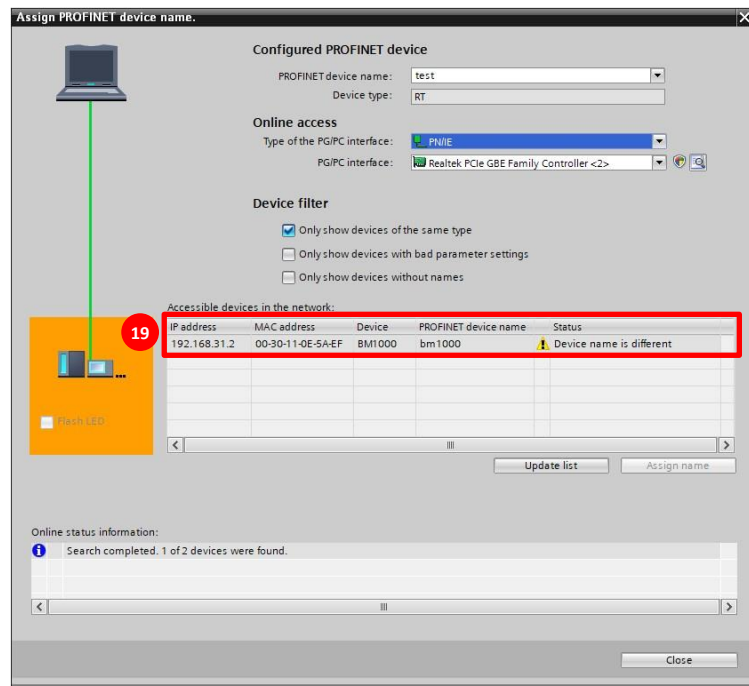 Assign PROFINET device name.
Configured PROFINET device
PROFINET device name: test
Device type: RT
Online access
Type of the PG/PC interface: PN/IE
PG/PC interface: Realtek PCIe GBE Family Controller <2>
Device filter
Only show devices of the same type
Only show devices with bad parameter settings
Only show devices without names
Accessible devices in the network:
19
IP address MAC address Device PROFINET device name Status
192.168.31.2 00-30-11-0E-5A-EF BM1000 bm1000 Device name is different
Flash LED
Update list Assign name
Online status information:
Search completed. 1 of 2 devices were found.
Close